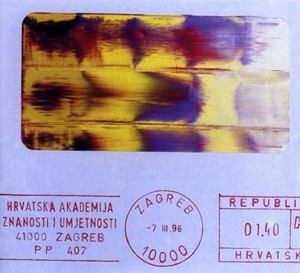 HRVATSKA AKADEMIJA
ZNANOSTI I UMJETNOSTI
41000 ZAGREB
PP 407
ZAGREB
-7 III 96
10000
REPUBLI
01.40
HRVATSK